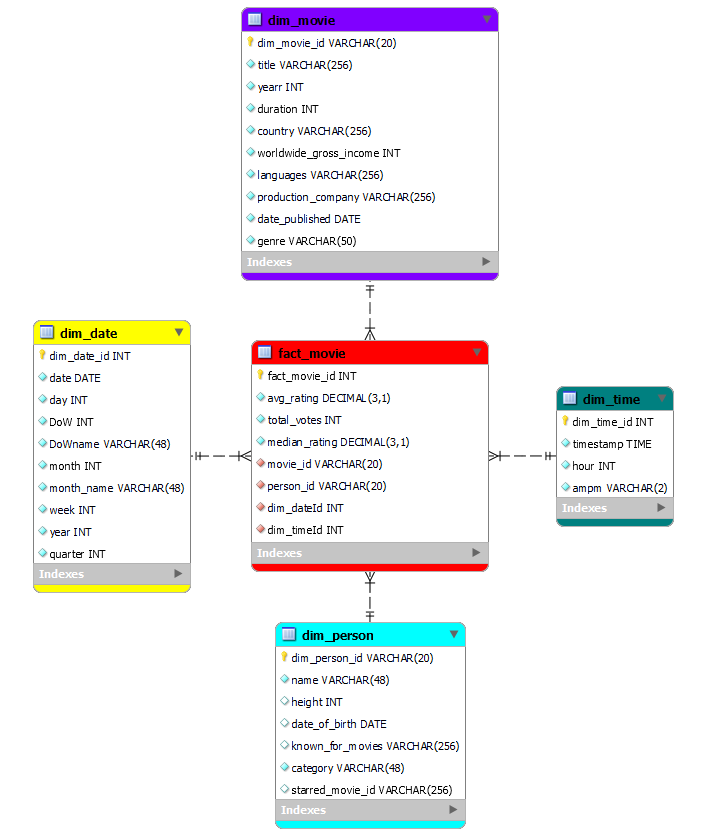 dim_movie
dim_movie_id VARCHAR(20)
title VARCHAR(256)
yearr INT
duration INT
country VARCHAR(256)
worldwide_gross_income INT
languages VARCHAR(256)
production_company VARCHAR(256)
date_published DATE
genre VARCHAR(50)
Indexes
dim_date
dim_date_id INT
date DATE
day INT
DoW INT
DoWname VARCHAR(48)
month INT
month_name VARCHAR(48)
week INT
year INT
quarter INT
Indexes
fact_movie
fact_movie_id INT
avg_rating DECIMAL(3,1)
total_votes INT
median_rating DECIMAL(3,1)
movie_id VARCHAR(20)
person_id VARCHAR(20)
dim_dateId INT
dim_timeId INT
Indexes
dim_time
dim_time_id INT
timestamp TIME
hour INT
ampm VARCHAR(2)
Indexes
dim_person
dim_person_id VARCHAR(20)
name VARCHAR(48)
height INT
date_of_birth DATE
known_for_movies VARCHAR(256)
category VARCHAR(48)
starred_movie_id VARCHAR(256)
Indexes